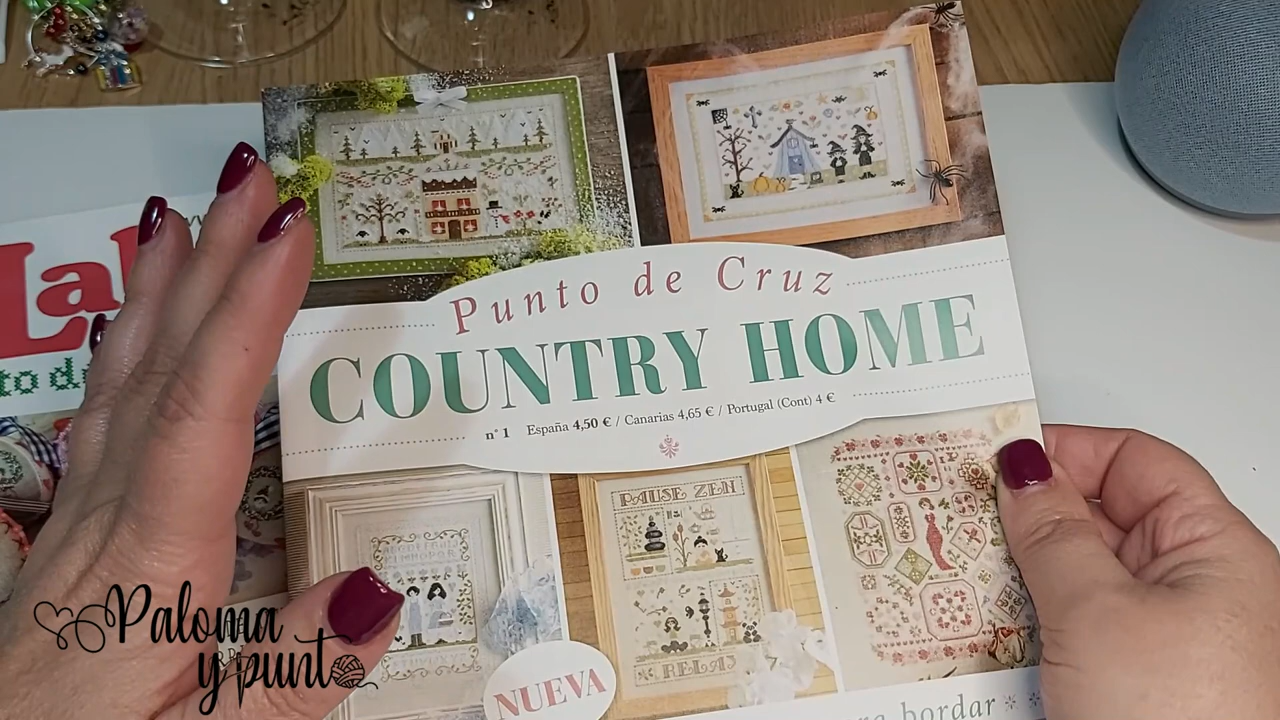 Punto de Cruz
COUNTRY HOME
nº 1 España 4,50 € / Canarias 4,65 € / Portugal (Cont) 4 €
PAUSE ZEN
RELAX
NUEVA
bordar
Paloma
y punto